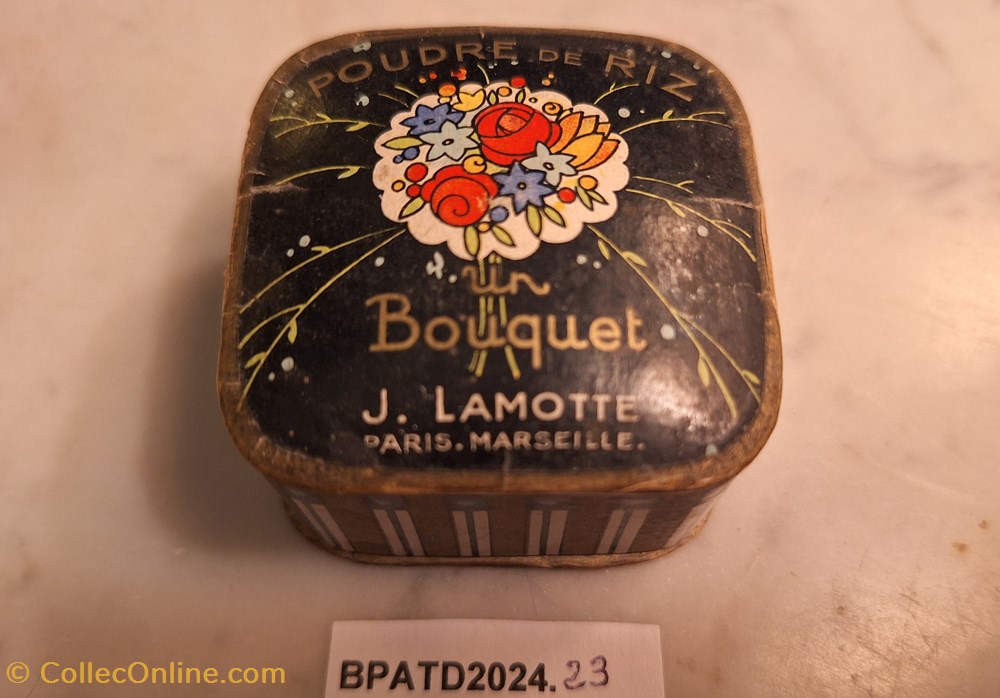 POUDRE DE RIZ
un
Bouquet
J. LAMOTTE
PARIS. MARSEILLE.
BPATD2024.23
© CollecOnline.com